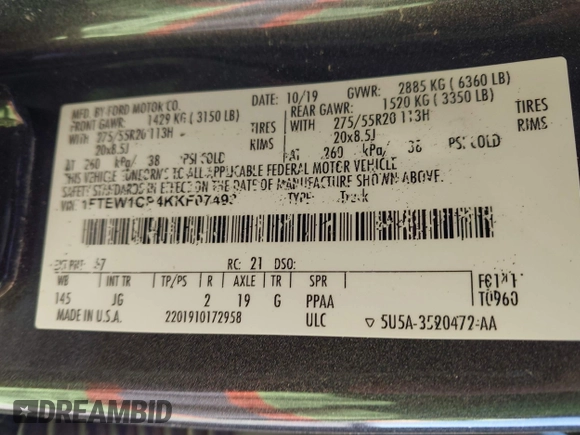 MFD. BY FORD MOTOR CO. DATE: 10/19 GVWR: 2885 KG ( 6360 LB)
FRONT GAWR: 1429 KG ( 3150 LB) REAR GAWR: 1520 KG ( 3350 LB)
WITH 275/55R20 113H TIRES WITH 275/55R20 113H TIRES
20x8.5J RIMS 20x8.5J RIMS
AT 260 kPa/ 38 PSI COLD AT 260 kPa/ 38 PSI COLD
THIS VEHICLE CONFORMS TO ALL APPLICABLE FEDERAL MOTOR VEHICLE
STANDARDS IN EFFECT ON THE DATE OF MANUFACTURE SHOWN ABOVE.
TYPE: Truck
RC: 21 DSO:
WB INT TR TP/PS R AXLE TR SPR
145 JG 2 19 G PPAA T0960
MADE IN U.S.A. 2201910172958 ULC ▽ 5U5A-3520472-AA
DREAMBID